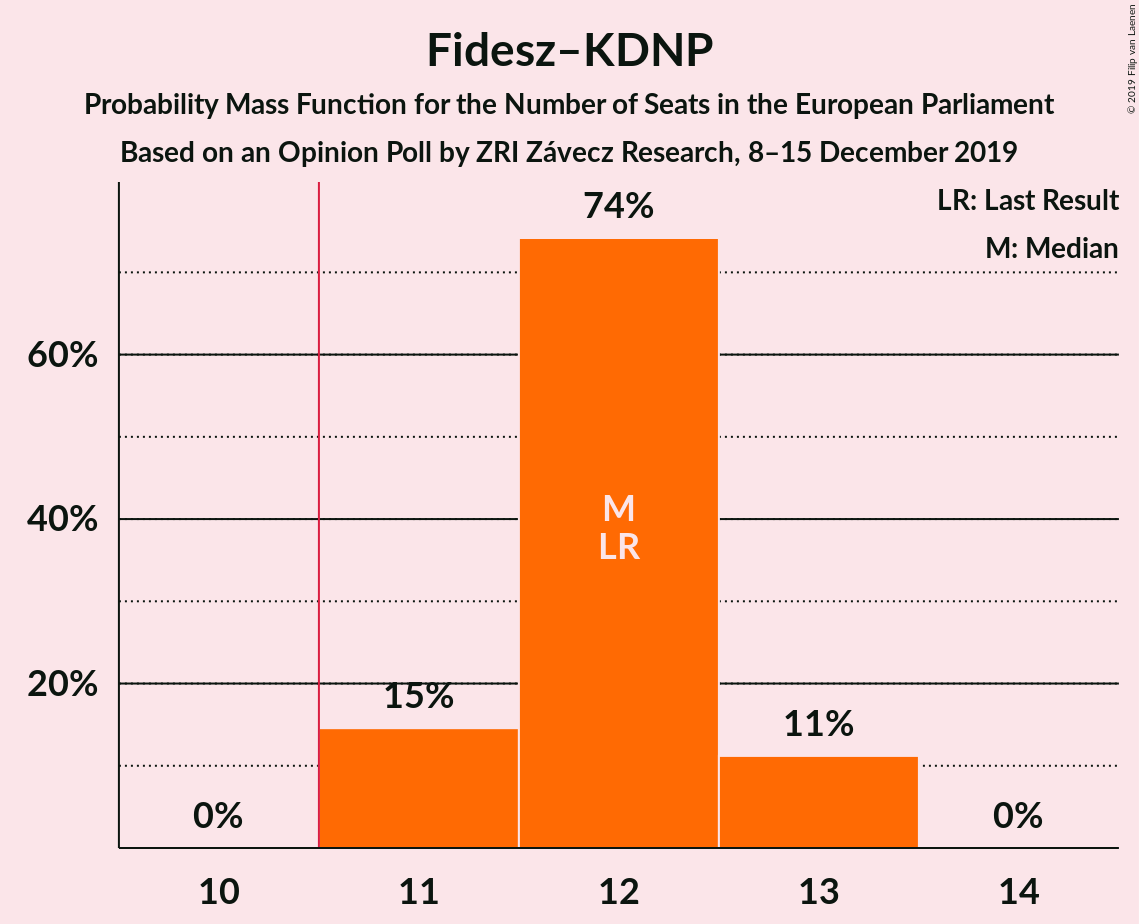 Fidesz–KDNP
Probability Mass Function for the Number of Seats in the European Parliament
Based on an Opinion Poll by ZRI Závecz Research, 8–15 December 2019
© 2019 Filip van Laenen
LR: Last Result
M: Median
74%
60%
40%
20%
M
LR
15%
11%
0%
0%
10
11
12
13
14